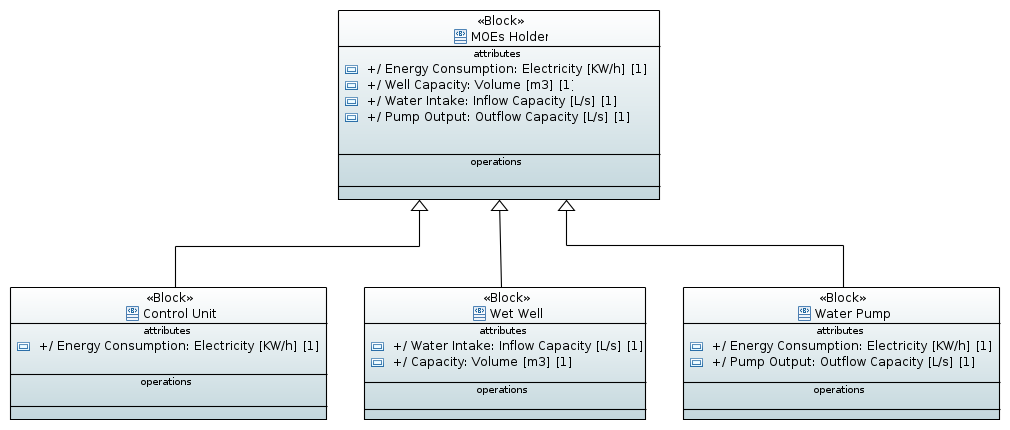 «Block»
MOEs Holder
attributes
+/ Energy Consumption: Electricity [KW/h] [1]
+/ Well Capacity: Volume [m3] [1]
+/ Water Intake: Inflow Capacity [L/s] [1]
+/ Pump Output: Outflow Capacity [L/s] [1]
operations
«Block»
Control Unit
attributes
+/ Energy Consumption: Electricity [KW/h] [1]
operations
«Block»
Wet Well
attributes
+/ Water Intake: Inflow Capacity [L/s] [1]
+/ Capacity: Volume [m3] [1]
operations
«Block»
Water Pump
attributes
+/ Energy Consumption: Electricity [KW/h] [1]
+/ Pump Output: Outflow Capacity [L/s] [1]
operations